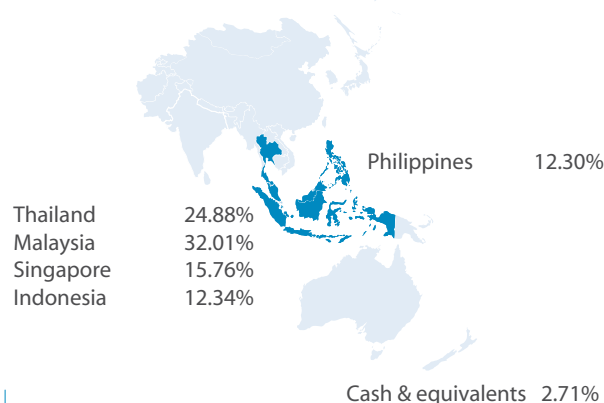 Philippines 12.30%
Thailand 24.88%
Malaysia 32.01%
Singapore 15.76%
Indonesia 12.34%
Cash & equivalents 2.71%